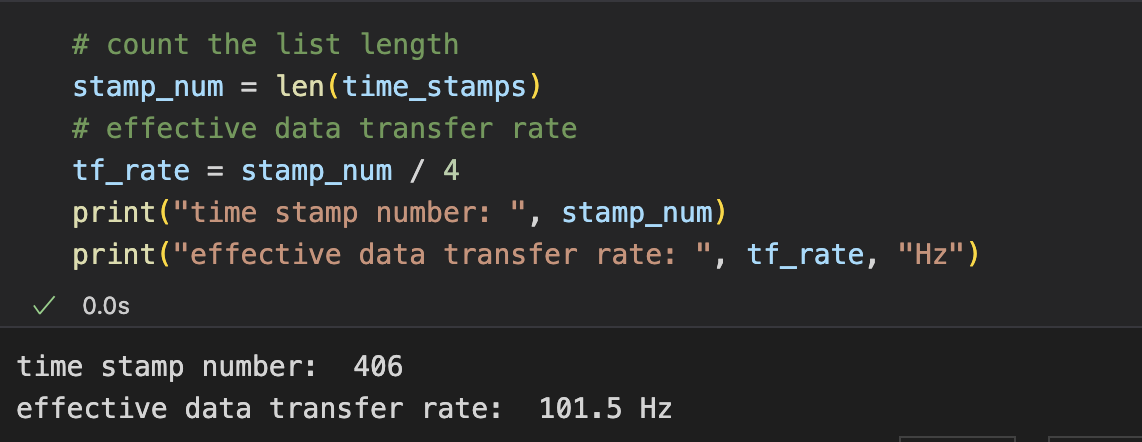 # count the list length
stamp_num = len(time_stamps)
# effective data transfer rate
tf_rate = stamp_num / 4
print("time stamp number: ", stamp_num)
print("effective data transfer rate: ", tf_rate, "Hz")
✓ 0.0s
time stamp number:  406
effective data transfer rate:  101.5 Hz